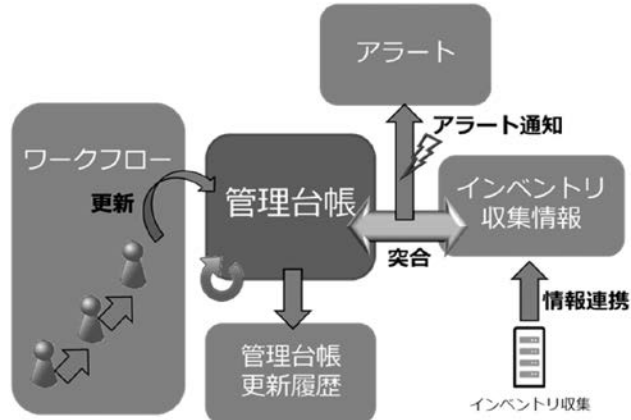 アラート
アラート通知
ワークフロー
更新
管理台帳
インベントリ
収集情報
突合
情報連携
管理台帳
更新履歴
インベントリ収集